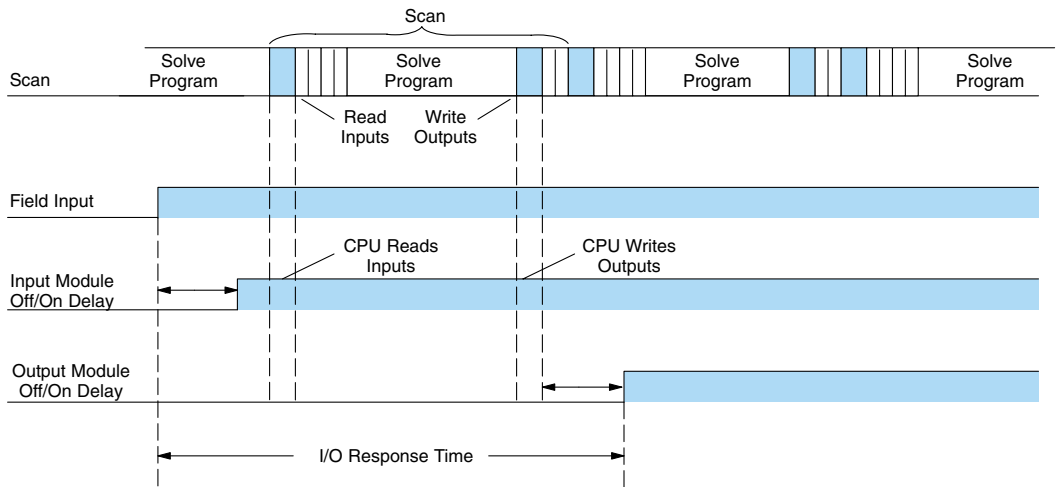 Scan
Scan
Solve
Program
Solve
Program
Solve
Program
Solve
Program
Read
Inputs
Write
Outputs
Field Input
CPU Reads
Inputs
CPU Writes
Outputs
Input Module
Off/On Delay
Output Module
Off/On Delay
I/O Response Time